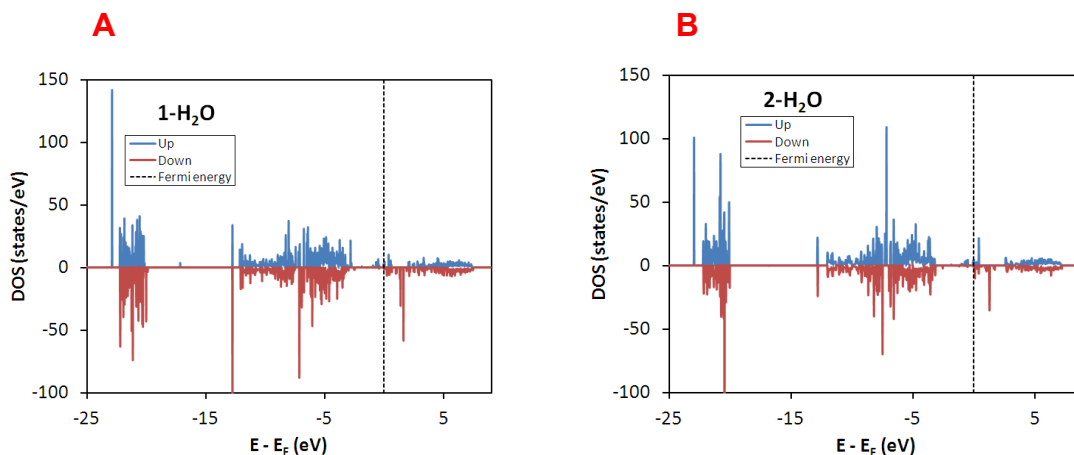 A
B
1-H₂O
Up
Down
Fermi energy
DOS (states/eV)
150
100
50
0
-50
-100
-25
-15
-5
5
E - E_F (eV)
2-H₂O
Up
Down
Fermi energy
DOS (states/eV)
150
100
50
0
-50
-100
-25
-15
-5
5
E - E_F (eV)